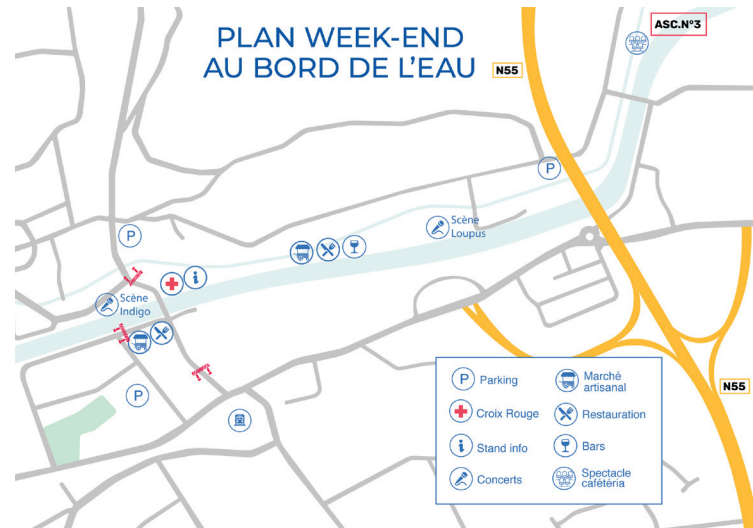 PLAN WEEK-END
AU BORD DE L'EAU
ASC.N°3
N55
P
P
Scène
Loupus
i
Scène
Indigo
P
N55
P Parking
Marché
artisanal
Croix Rouge
Restauration
i Stand info
Bars
Concerts
Spectacle
cafétéria